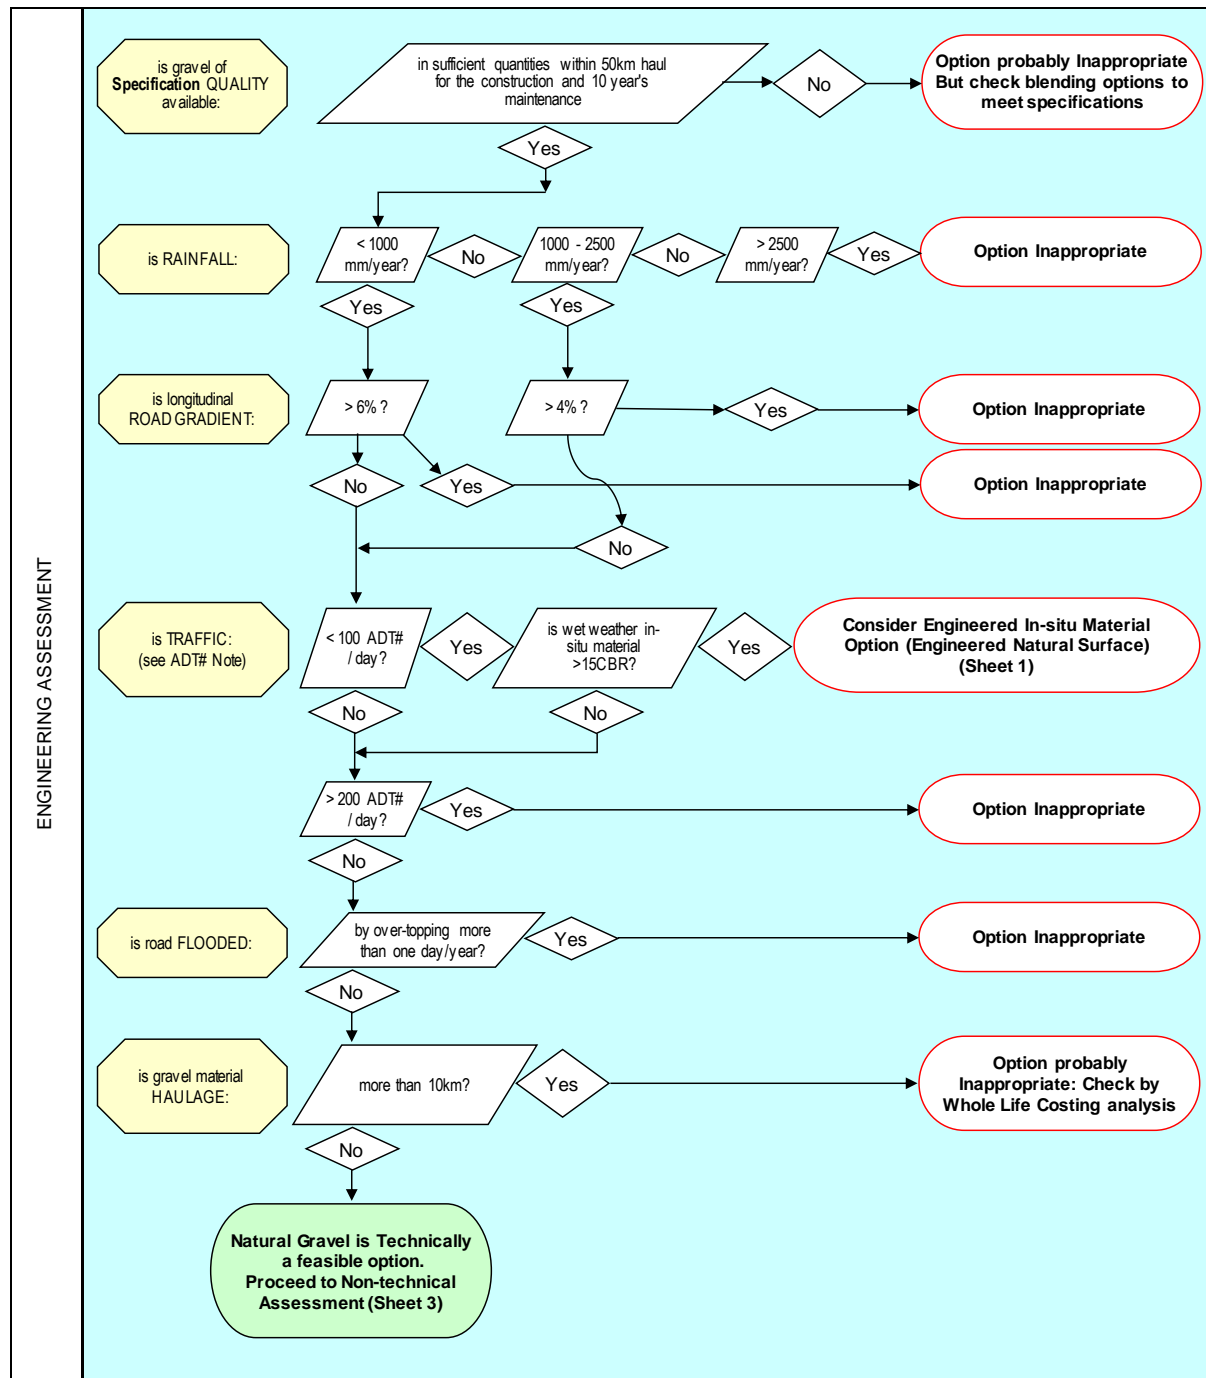 ENGINEERING ASSESSMENT
is gravel of
Specification QUALITY
available:
in sufficient quantities within 50km haul
for the construction and 10 year's
maintenance
No
Option probably Inappropriate
But check blending options to
meet specifications
Yes
is RAINFALL:
< 1000
mm/year?
No
1000 - 2500
mm/year?
No
> 2500
mm/year?
Yes
Option Inappropriate
Yes
Yes
is longitudinal
ROAD GRADIENT:
> 6% ?
> 4% ?
Yes
Option Inappropriate
No
Yes
Option Inappropriate
No
is TRAFFIC:
(see ADT# Note)
< 100 ADT#
/ day?
Yes
is wet weather in-
situ material
>15CBR?
Yes
Consider Engineered In-situ Material
Option (Engineered Natural Surface)
(Sheet 1)
No
No
> 200 ADT#
/ day?
Yes
Option Inappropriate
No
is road FLOODED:
by over-topping more
than one day/year?
Yes
Option Inappropriate
No
is gravel material
HAULAGE:
more than 10km?
Yes
Option probably
Inappropriate: Check by
Whole Life Costing analysis
No
Natural Gravel is Technically
a feasible option.
Proceed to Non-technical
Assessment (Sheet 3)